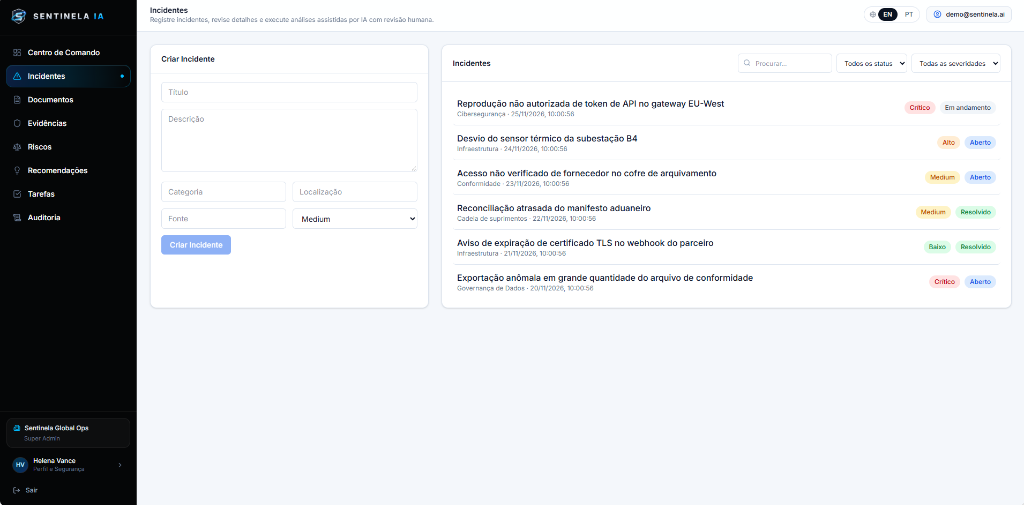 SENTINELA IA
Centro de Comando
Incidentes
Documentos
Evidências
Riscos
Recomendações
Tarefas
Auditoria
Sentinela Global Ops
Super Admin
HV
Helena Vance
Perfil e Segurança
Sair
Incidentes
Registre incidentes, revise detalhes e execute análises assistidas por IA com revisão humana.
EN PT
demo@sentinela.ai
Criar Incidente
Título
Descrição
Categoria Localização
Fonte Medium
Criar Incidente
Incidentes
Procurar... Todos os status Todas as severidades
Reprodução não autorizada de token de API no gateway EU-West
Cibersegurança · 25/11/2026, 10:00:56
Crítico Em andamento
Desvio do sensor térmico da subestação B4
Infraestrutura · 24/11/2026, 10:00:56
Alto Aberto
Acesso não verificado de fornecedor no cofre de arquivamento
Conformidade · 23/11/2026, 10:00:56
Medium Aberto
Reconciliação atrasada do manifesto aduaneiro
Cadeia de suprimentos · 22/11/2026, 10:00:56
Medium Resolvido
Aviso de expiração de certificado TLS no webhook do parceiro
Infraestrutura · 21/11/2026, 10:00:56
Baixo Resolvido
Exportação anômala em grande quantidade do arquivo de conformidade
Governança de Dados · 20/11/2026, 10:00:56
Crítico Aberto